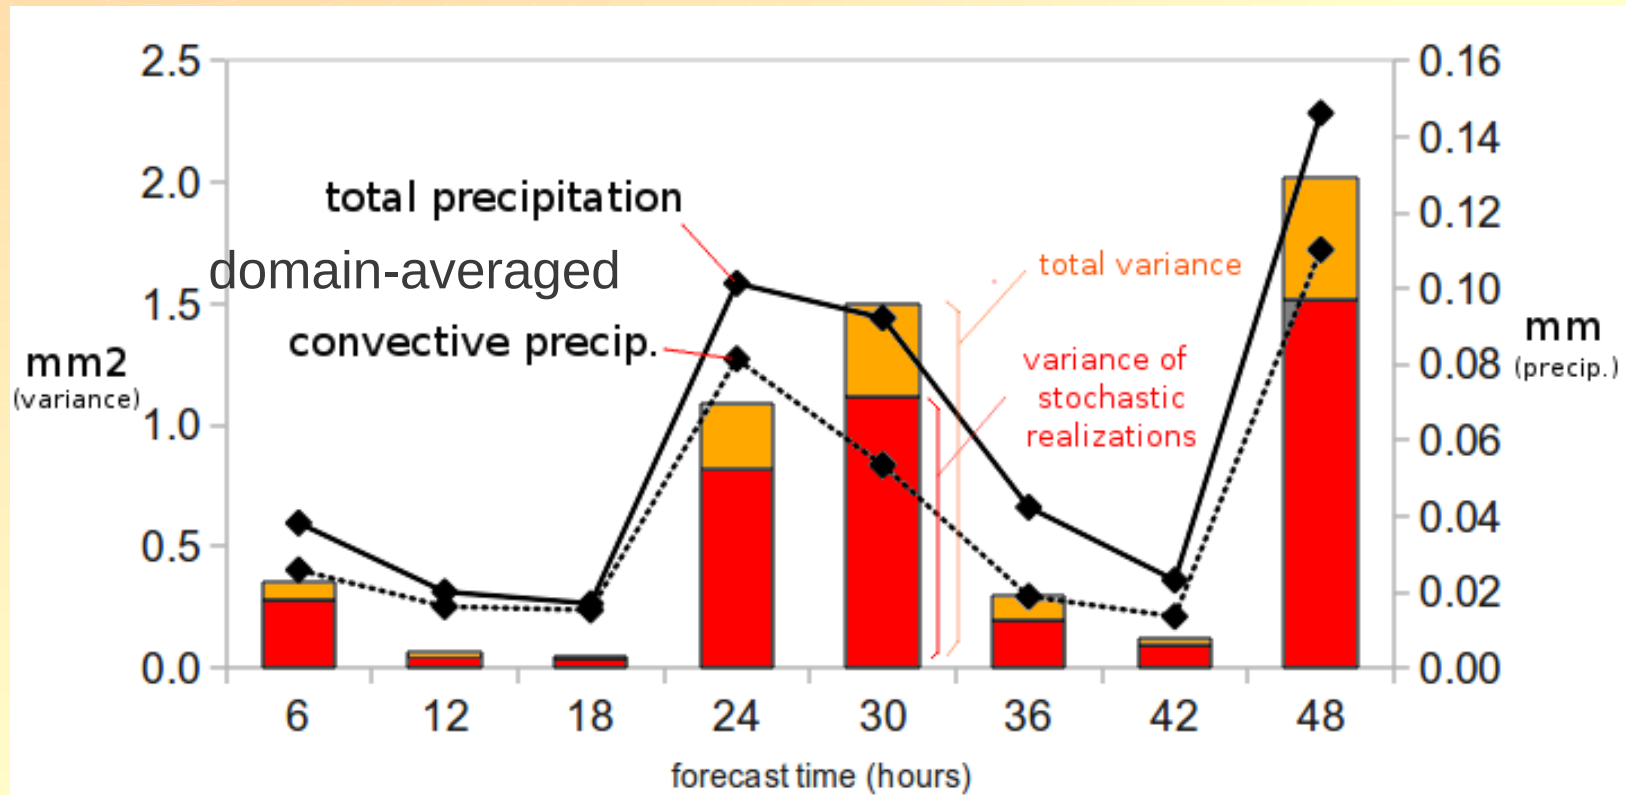 2.5
2.0
1.5
1.0
0.5
0.0
mm2
(variance)
total precipitation
domain-averaged
convective precip.
total variance
variance of
stochastic
realizations
0.16
0.14
0.12
0.10
0.08
0.06
0.04
0.02
0.00
mm
(precip.)
6 12 18 24 30 36 42 48
forecast time (hours)